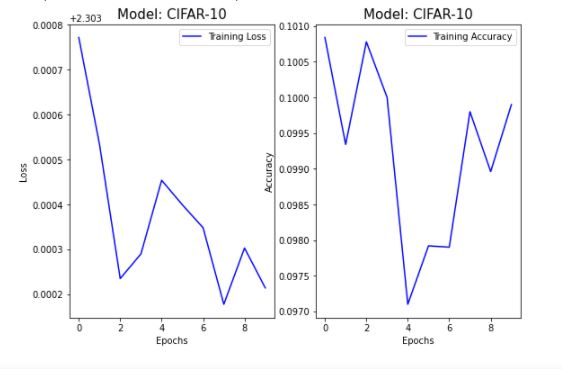 Model: CIFAR-10
+2.303
Training Loss
0.0008
0.0007
0.0006
0.0005
0.0004
0.0003
0.0002
Loss
0 2 4 6 8
Epochs
Model: CIFAR-10
Training Accuracy
0.1010
0.1005
0.1000
0.0995
0.0990
0.0985
0.0980
0.0975
0.0970
Accuracy
0 2 4 6 8
Epochs